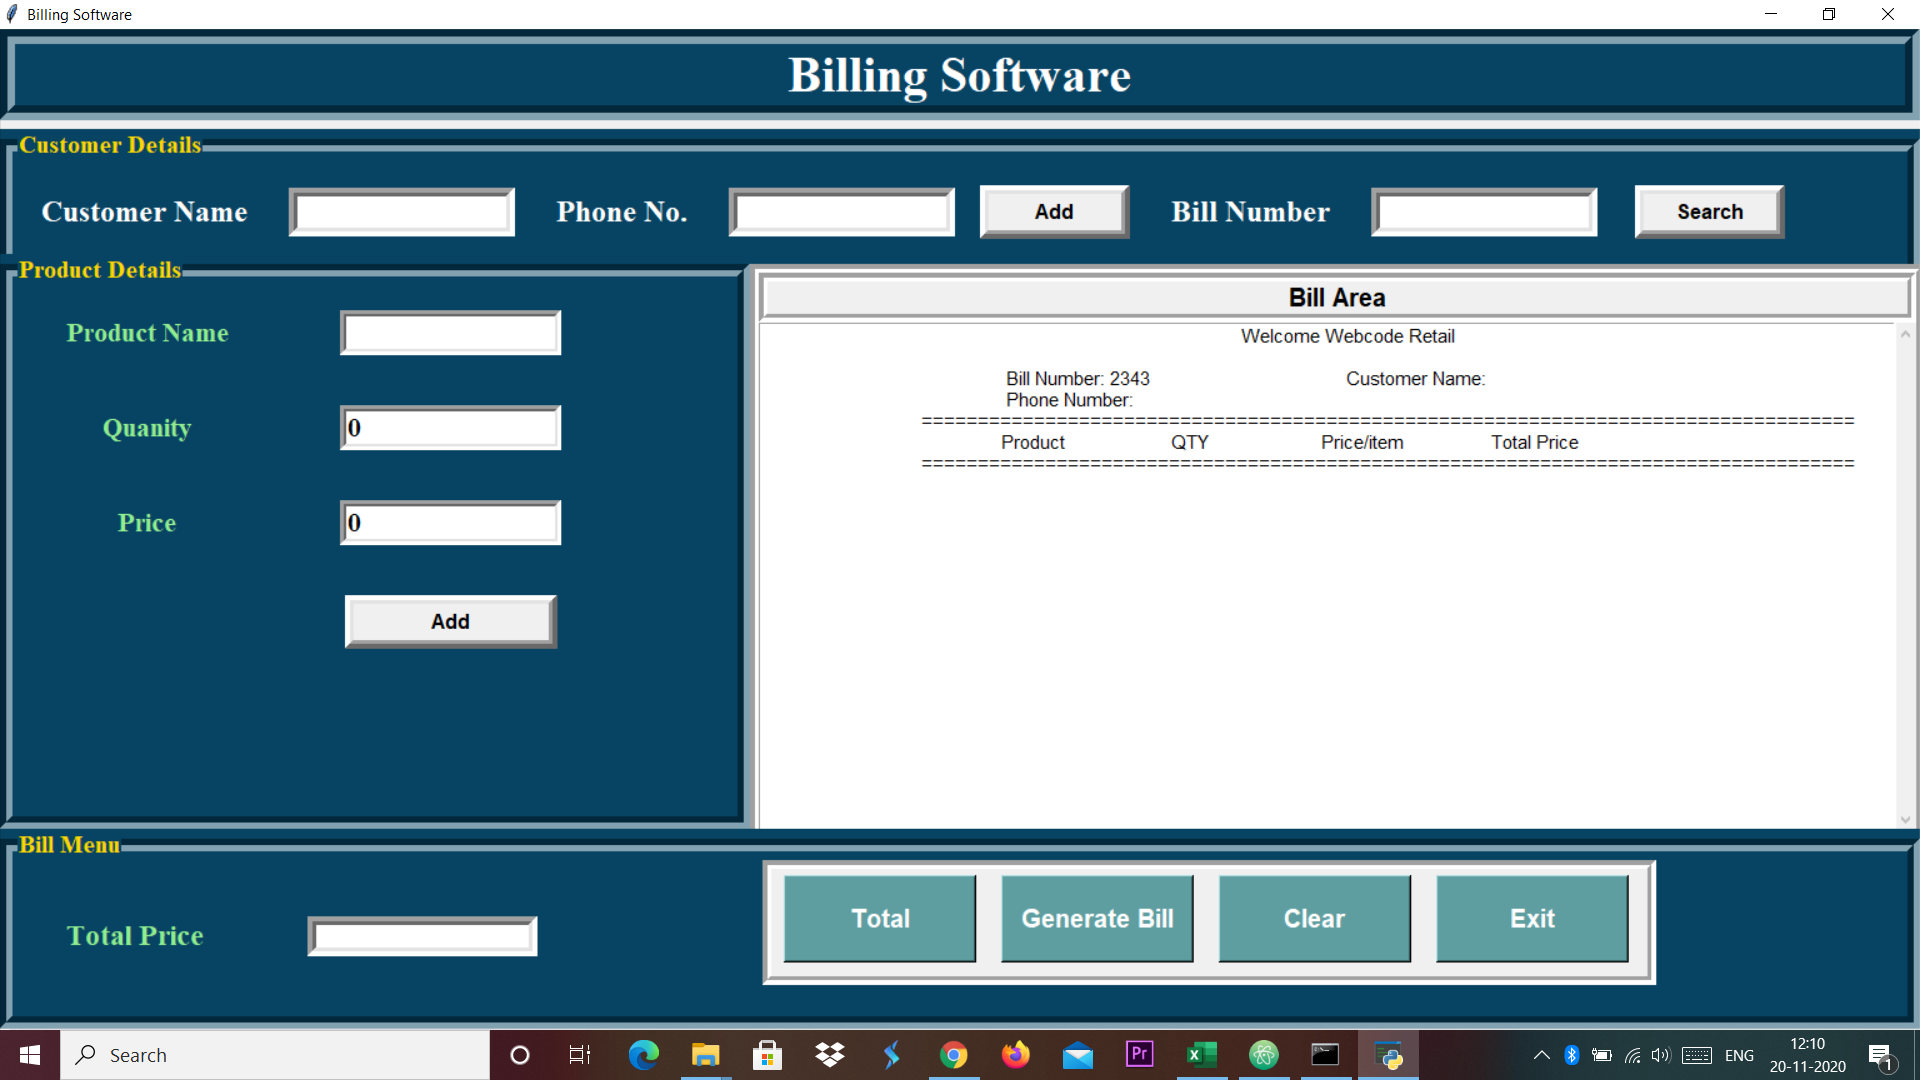 Billing Software
Billing Software
Customer Details
Customer Name Phone No. Add Bill Number Search
Product Details
Product Name
Quanity 0
Price 0
Add
Bill Area
Welcome Webcode Retail
Bill Number: 2343 Customer Name:
Phone Number:
===================================================================================
Product QTY Price/item Total Price
===================================================================================
Bill Menu
Total Price
Total Generate Bill Clear Exit
Search
Pr
ENG
12:10
20-11-2020
1